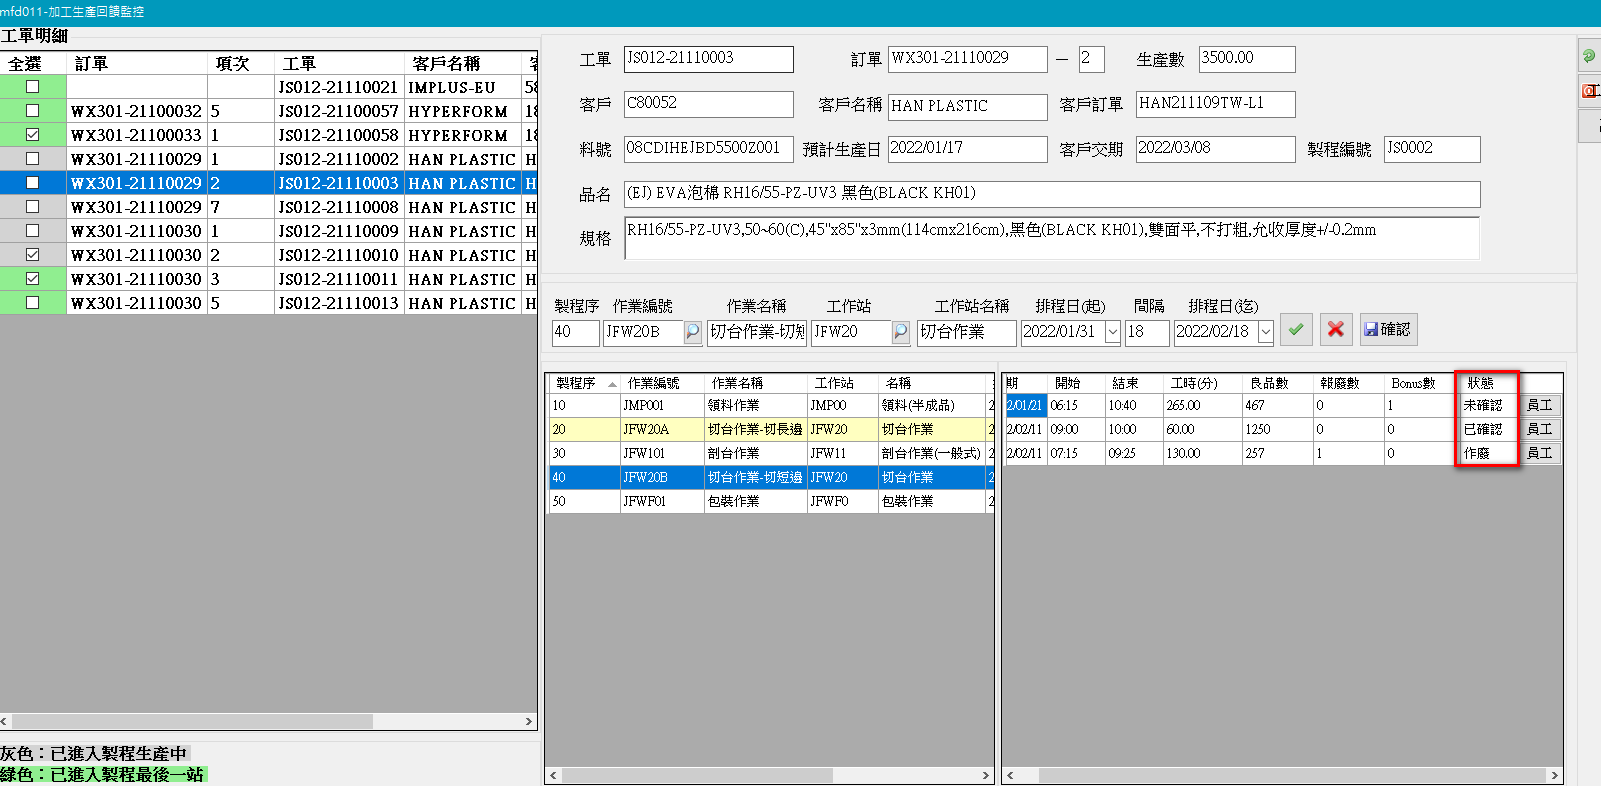 mfd011-加工生產回饋監控
工單明細
全選 訂單 項次 工單 客戶名稱
JS012-21110021 IMPLUS-EU 58
WX301-21100032 5 JS012-21100057 HYPERFORM 18
WX301-21100033 1 JS012-21100058 HYPERFORM 18
WX301-21110029 1 JS012-21110002 HAN PLASTIC H
WX301-21110029 2 JS012-21110003 HAN PLASTIC H
WX301-21110029 7 JS012-21110008 HAN PLASTIC H
WX301-21110030 1 JS012-21110009 HAN PLASTIC H
WX301-21110030 2 JS012-21110010 HAN PLASTIC H
WX301-21110030 3 JS012-21110011 HAN PLASTIC H
WX301-21110030 5 JS012-21110013 HAN PLASTIC H
灰色：已進入製程生產中
綠色：已進入製程最後一站
工單 JS012-21110003 訂單 WX301-21110029 － 2 生產數 3500.00
客戶 C80052 客戶名稱 HAN PLASTIC 客戶訂單 HAN211109TW-L1
料號 08CDIHEJBD5500Z001 預計生產日 2022/01/17 客戶交期 2022/03/08 製程編號 JS0002
品名 (EJ) EVA泡棉 RH16/55-PZ-UV3 黑色(BLACK KH01)
規格 RH16/55-PZ-UV3,50~60(C),45"x85"x3mm(114cmx216cm),黑色(BLACK KH01),雙面平,不打粗,允收厚度+/-0.2mm
製程序 作業編號 作業名稱 工作站 工作站名稱 排程日(起) 間隔 排程日(迄)
40 JFW20B 切台作業-切短 JFW20 切台作業 2022/01/31 18 2022/02/18 確認
製程序 作業編號 作業名稱 工作站 名稱
10 JMP001 領料作業 JMP00 領料(半成品) 2
20 JFW20A 切台作業-切長邊 JFW20 切台作業 2
30 JFW101 剖台作業 JFW11 剖台作業(一般式) 2
40 JFW20B 切台作業-切短邊 JFW20 切台作業 2
50 JFWF01 包裝作業 JFWF0 包裝作業 2
期 開始 結束 工時(分) 良品數 報廢數 Bonus數 狀態
2/01/21 06:15 10:40 265.00 467 0 1 未確認 員工
2/02/11 09:00 10:00 60.00 1250 0 0 已確認 員工
2/02/11 07:15 09:25 130.00 257 1 0 作廢 員工